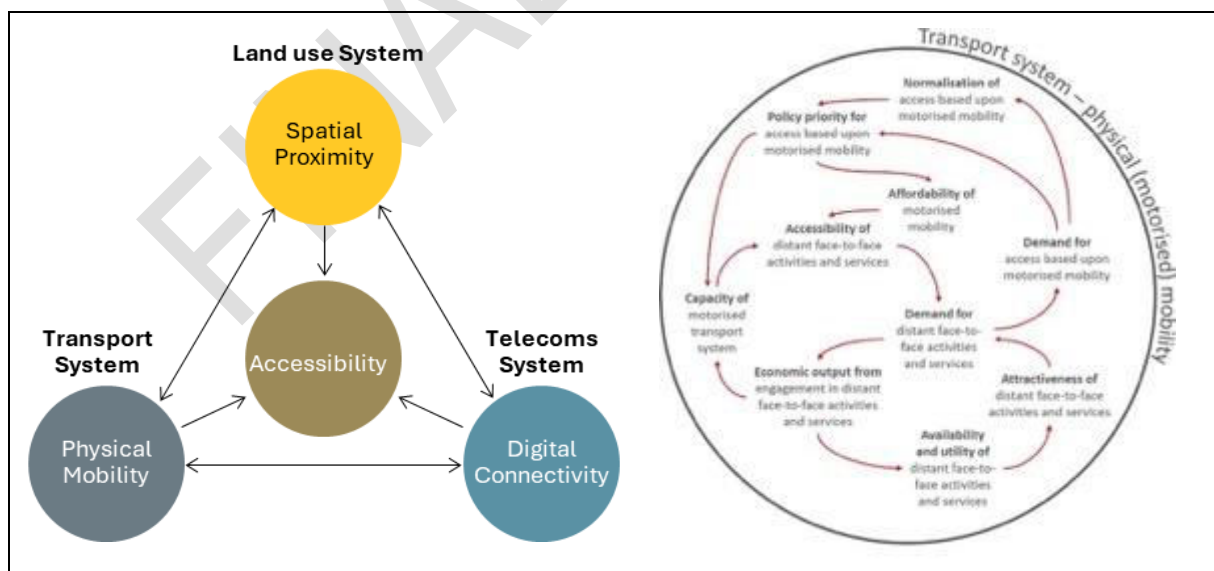 Land use System
Spatial
Proximity
Transport
System
Accessibility
Telecoms
System
Physical
Mobility
Digital
Connectivity
Transport system – physical (motorised) mobility
Normalisation of
access based upon
motorised mobility
Policy priority for
access based upon
motorised mobility
Affordability of
motorised
mobility
Accessibility of
distant face-to-face
activities and services
Demand for
access based upon
motorised mobility
Capacity of
motorised
transport
system
Demand for
distant face-to-
face activities
and services
Economic output from
engagement in distant
face-to-face activities
and services
Attractiveness of
distant face-to-face
activities and services
Availability
and utility of
distant face-to-
face activities
and services